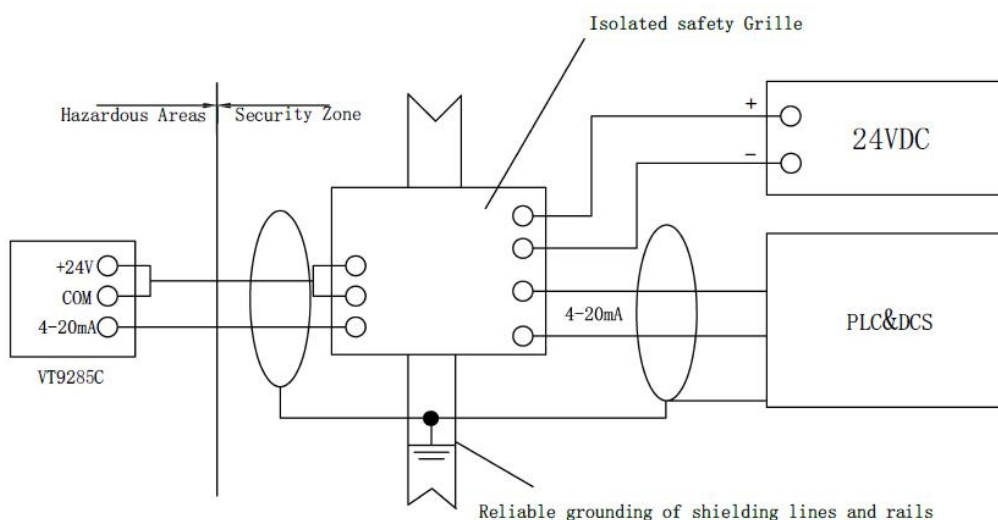 Isolated safety Grille
Hazardous Areas
Security Zone
+
-
24VDC
+24V
COM
4-20mA
VT9285C
4-20mA
PLC&DCS
Reliable grounding of shielding lines and rails